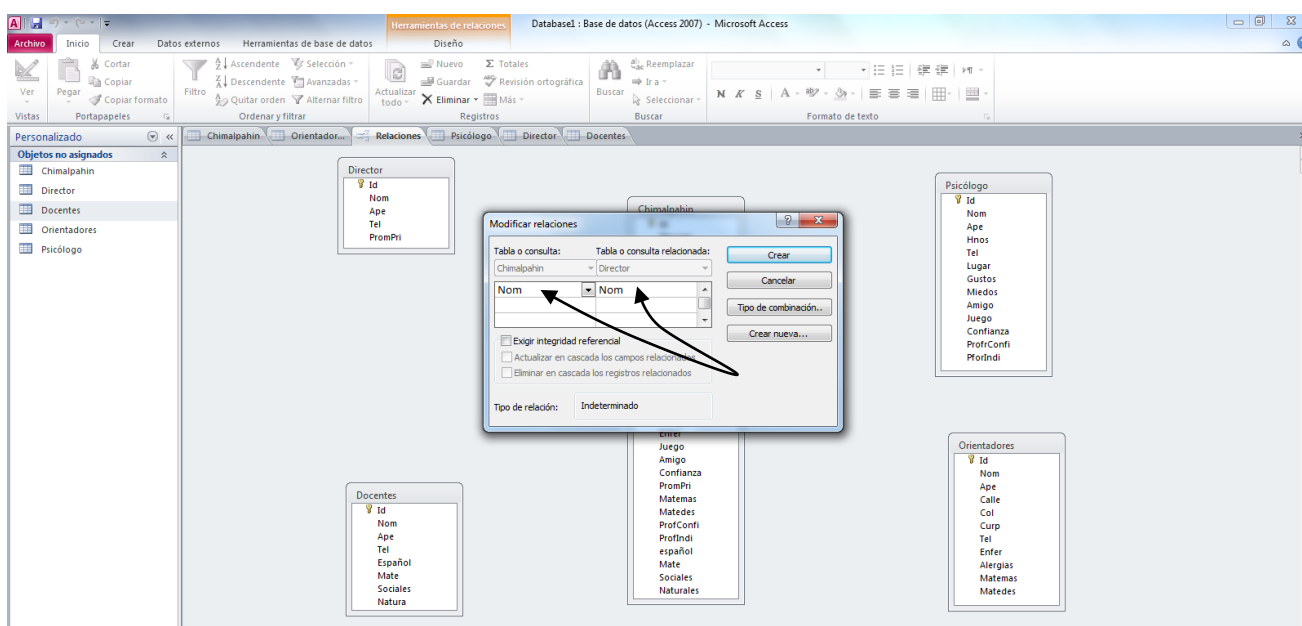 Herramientas de relaciones
Database1 : Base de datos (Access 2007) - Microsoft Access
Archivo Inicio Crear Datos externos Herramientas de base de datos Diseño
Ver
Pegar
Cortar
Copiar
Copiar formato
Filtro
Ascendente
Descendente
Quitar orden
Selección
Avanzadas
Alternar filtro
Actualizar todo
Nuevo
Guardar
Eliminar
Totales
Revisión ortográfica
Más
Buscar
Reemplazar
Ir a
Seleccionar
N K S A
Vistas Portapapeles Ordenar y filtrar Registros Buscar Formato de texto
Personalizado
Objetos no asignados
Chimalpahin
Director
Docentes
Orientadores
Psicólogo
Chimalpahin Orientador... Relaciones Psicólogo Director Docentes
Director
Id
Nom
Ape
Tel
PromPri
Chimalpahin
Modificar relaciones
Tabla o consulta: Tabla o consulta relacionada:
Chimalpahin Director
Nom Nom
Exigir integridad referencial
Actualizar en cascada los campos relacionados
Eliminar en cascada los registros relacionados
Tipo de relación: Indeterminado
Crear
Cancelar
Tipo de combinación..
Crear nueva...
Enfer
Juego
Amigo
Confianza
PromPri
Matemas
Matedes
ProfConfi
ProfIndi
español
Mate
Sociales
Naturales
Psicólogo
Id
Nom
Ape
Hnos
Tel
Lugar
Gustos
Miedos
Amigo
Juego
Confianza
ProfrConfi
PforIndi
Docentes
Id
Nom
Ape
Tel
Español
Mate
Sociales
Natura
Orientadores
Id
Nom
Ape
Calle
Col
Curp
Tel
Enfer
Alergias
Matemas
Matedes